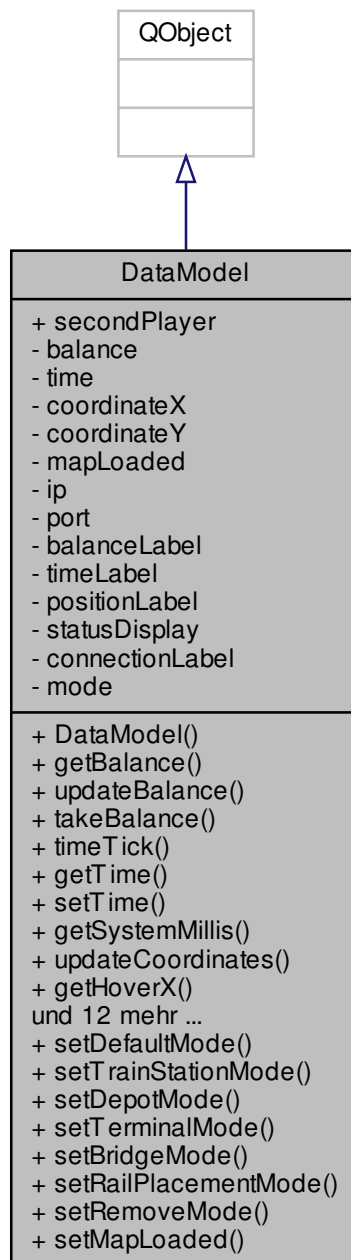 QObject
DataModel
+ secondPlayer
- balance
- time
- coordinateX
- coordinateY
- mapLoaded
- ip
- port
- balanceLabel
- timeLabel
- positionLabel
- statusDisplay
- connectionLabel
- mode
+ DataModel()
+ getBalance()
+ updateBalance()
+ takeBalance()
+ timeTick()
+ getTime()
+ setTime()
+ getSystemMillis()
+ updateCoordinates()
+ getHoverX()
und 12 mehr ...
+ setDefaultMode()
+ setTrainStationMode()
+ setDepotMode()
+ setTerminalMode()
+ setBridgeMode()
+ setRailPlacementMode()
+ setRemoveMode()
+ setMapLoaded()